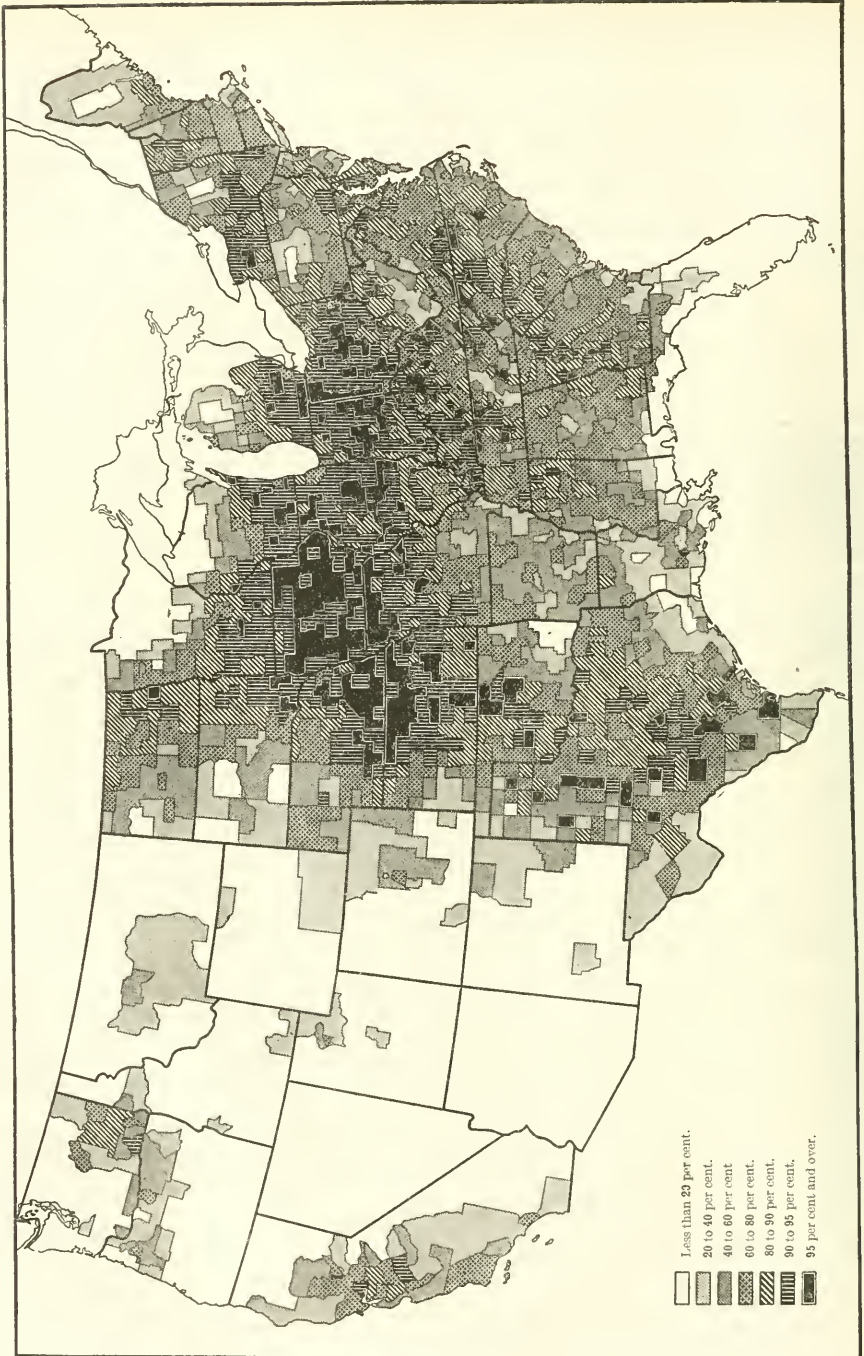 Less than 20 per cent.
20 to 40 per cent.
40 to 60 per cent
60 to 80 per cent.
80 to 90 per cent.
90 to 95 per cent.
95 per cent and over.